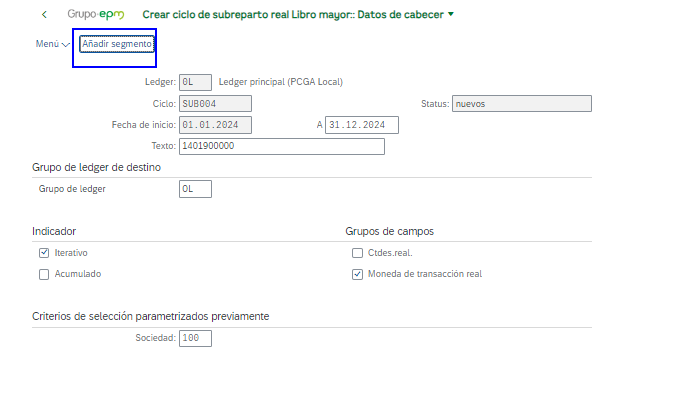 Grupo·epm Crear ciclo de subreparto real Libro mayor:: Datos de cabecer
Menú Añadir segmento
Ledger: 0L Ledger principal (PCGA Local)
Ciclo: SUB004 Status: nuevos
Fecha de inicio: 01.01.2024 A 31.12.2024
Texto: 1401900000
Grupo de ledger de destino
Grupo de ledger 0L
Indicador Grupos de campos
Iterativo Ctdes.real.
Acumulado Moneda de transacción real
Criterios de selección parametrizados previamente
Sociedad: 100